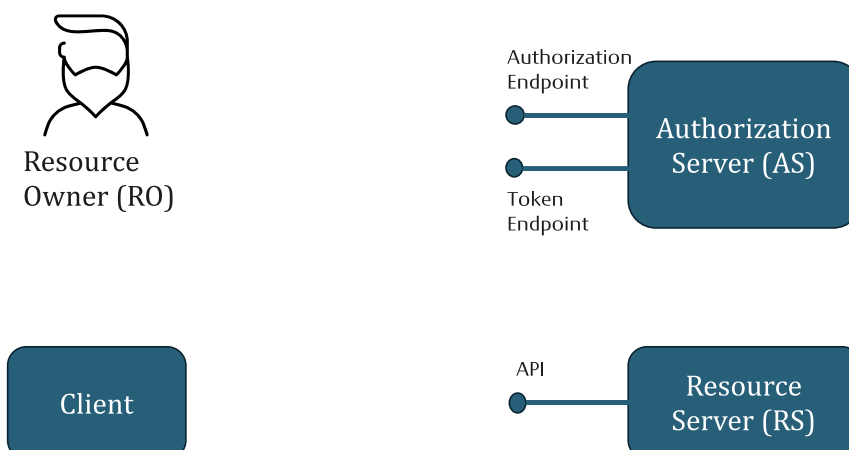 Authorization
Endpoint
Authorization
Server (AS)
Resource
Owner (RO)
Token
Endpoint
API
Client
Resource
Server (RS)